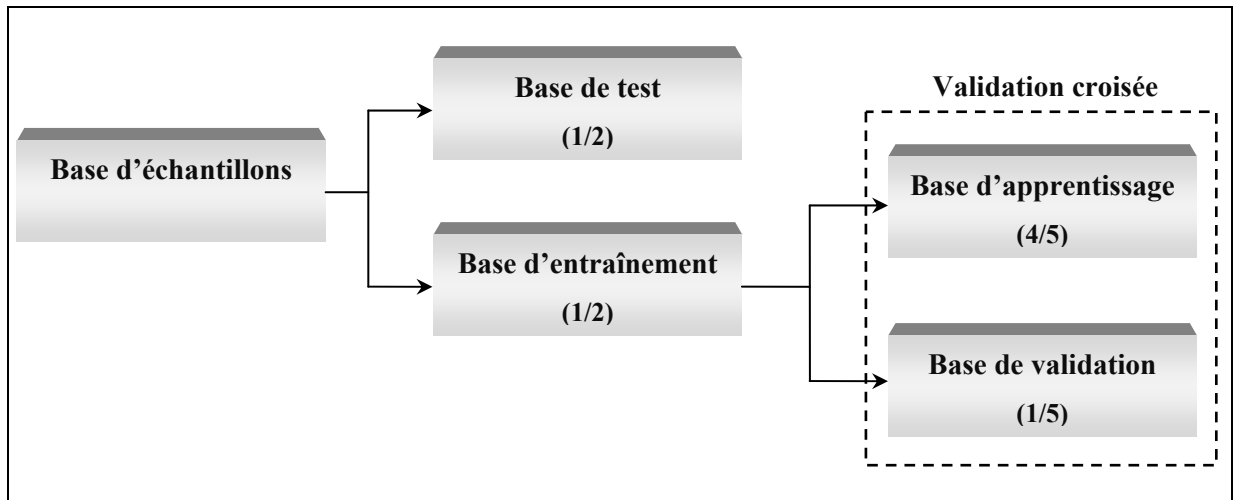 Base d'échantillons
Base de test
(1/2)
Base d'entraînement
(1/2)
Validation croisée
Base d'apprentissage
(4/5)
Base de validation
(1/5)